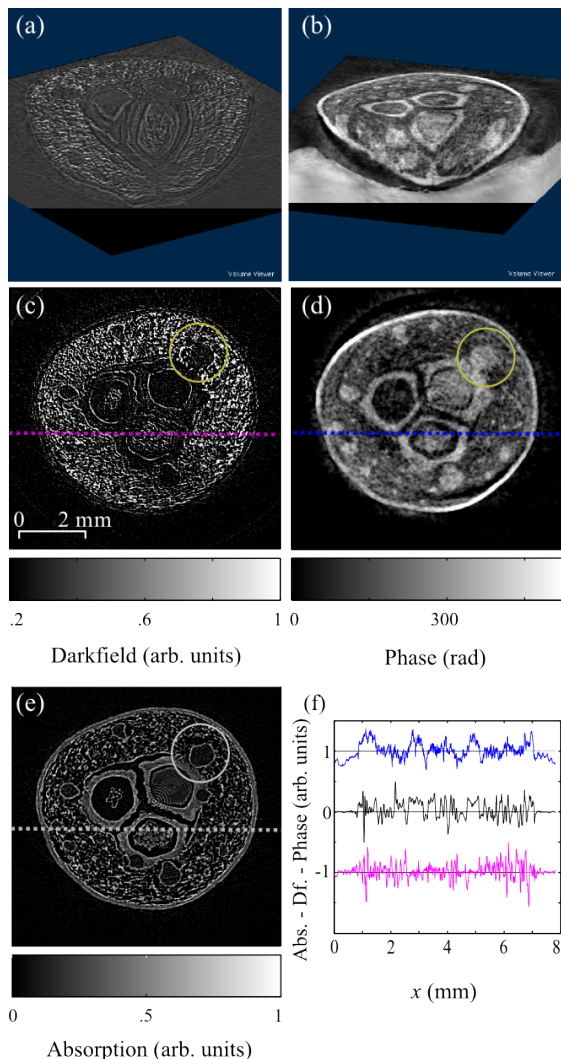 (a)
(b)
Volume Viewer
Volume Viewer
(c)
(d)
0 2 mm
.2 .6 1
0 300
Darkfield (arb. units)
Phase (rad)
(e)
(f)
Abs. - Df. - Phase (arb. units)
1
0
-1
0 2 4 6 8
x (mm)
0 .5 1
Absorption (arb. units)